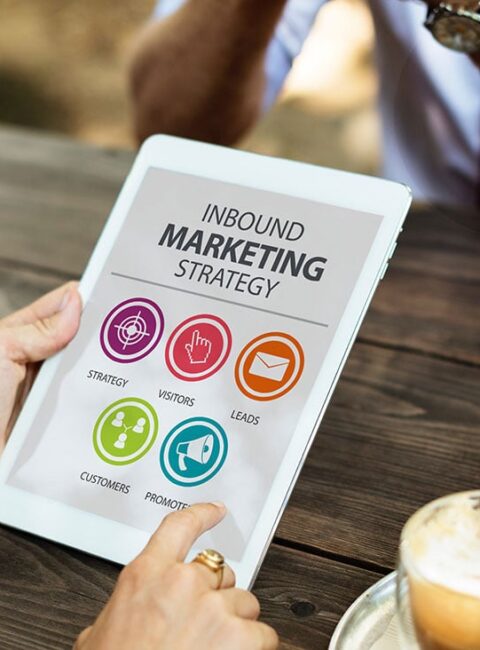 INBOUND
MARKETING
STRATEGY
STRATEGY
VISITORS
LEADS
CUSTOMERS